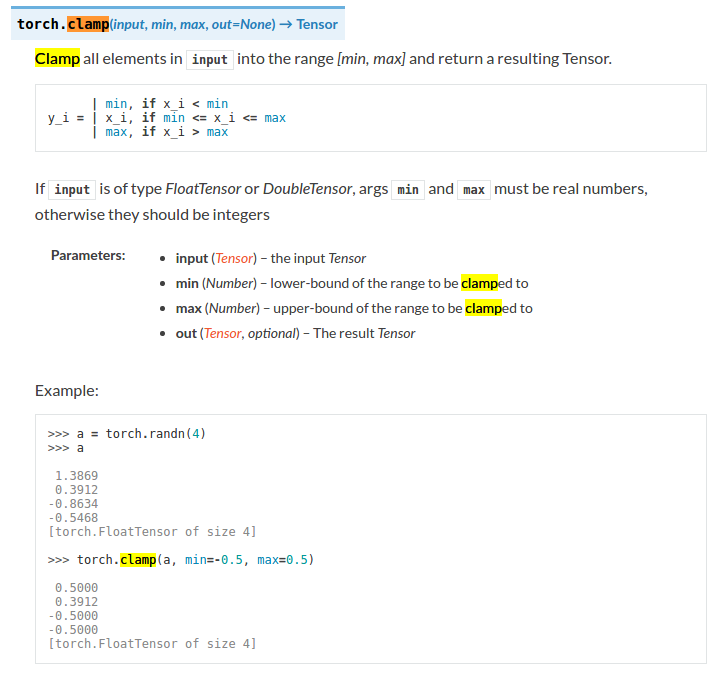 torch.clamp(input, min, max, out=None) → Tensor
Clamp all elements in input into the range [min, max] and return a resulting Tensor.
| min, if x_i < min
y_i = | x_i, if min <= x_i <= max
| max, if x_i > max
If input is of type FloatTensor or DoubleTensor, args min and max must be real numbers,
otherwise they should be integers
Parameters:
• input (Tensor) – the input Tensor
• min (Number) – lower-bound of the range to be clamped to
• max (Number) – upper-bound of the range to be clamped to
• out (Tensor, optional) – The result Tensor
Example:
>>> a = torch.randn(4)
>>> a
1.3869
0.3912
-0.8634
-0.5468
[torch.FloatTensor of size 4]
>>> torch.clamp(a, min=-0.5, max=0.5)
0.5000
0.3912
-0.5000
-0.5000
[torch.FloatTensor of size 4]